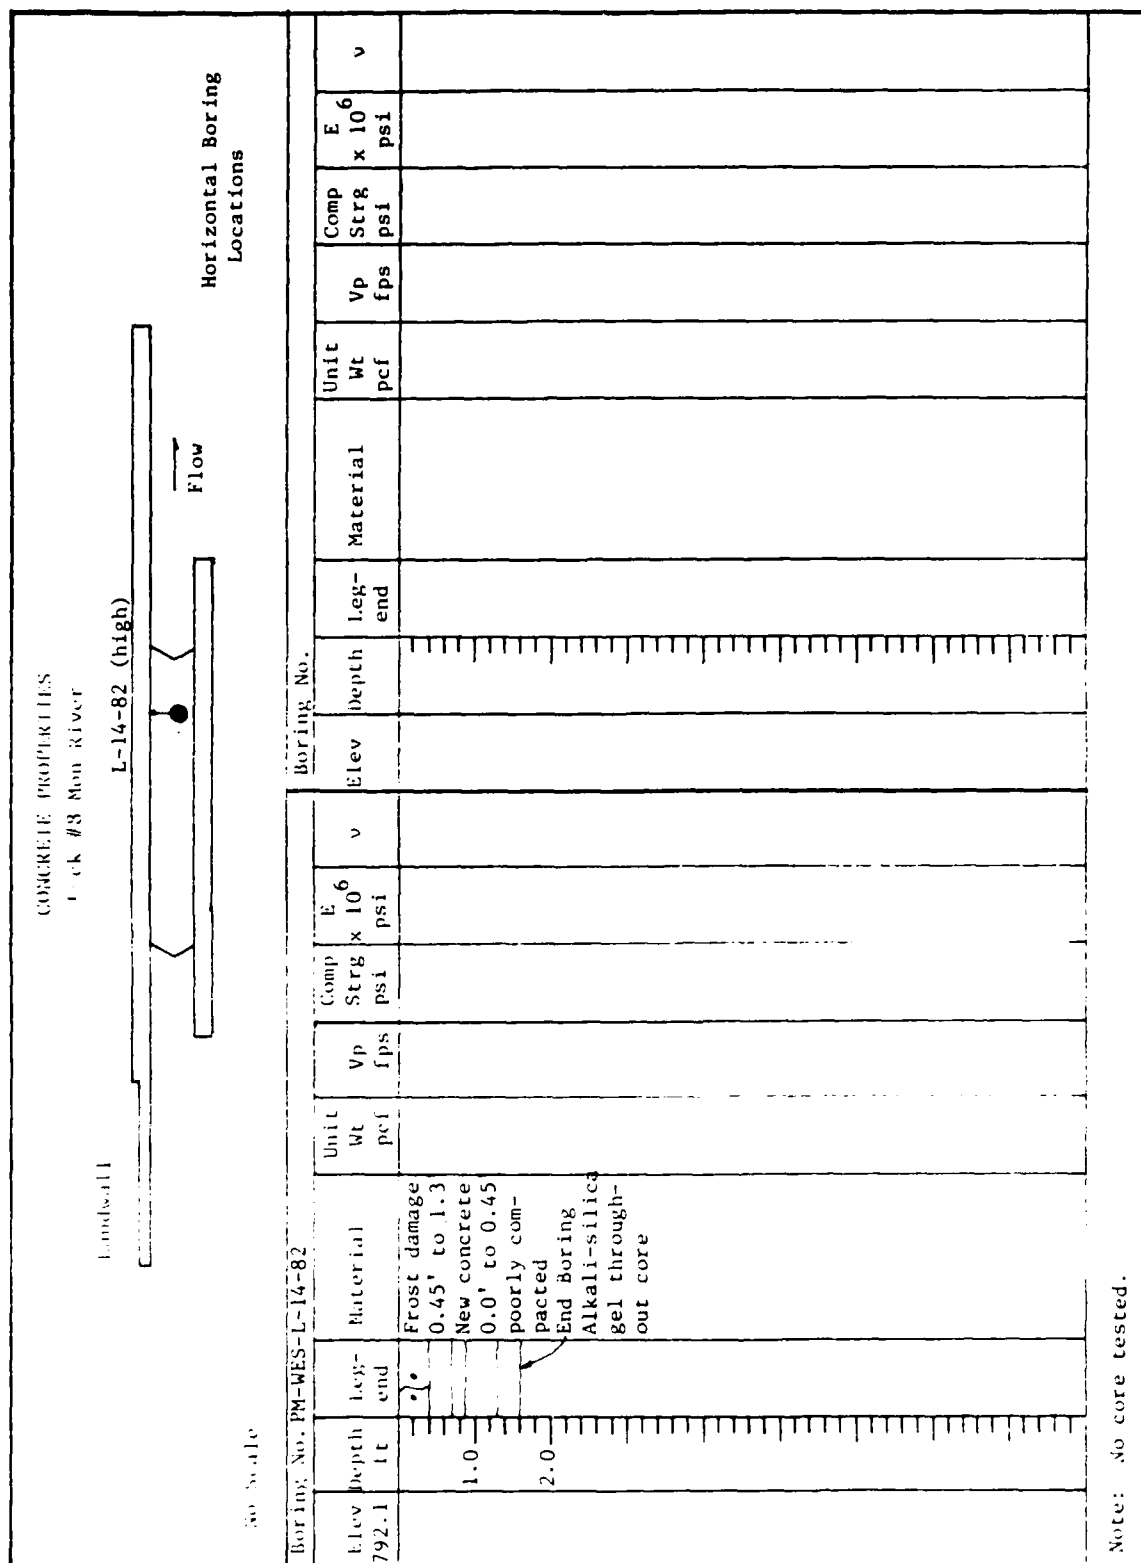 CONCRETE PROPERTIES
#8 Mon River
Landwall
L-14-82 (high)
Flow
Horizontal Boring
Locations
No Scale
Boring No. PM-WES-L-14-82
Boring No.
Elev
792.1
Depth
ft
Leg-
end
Material
Unit
Wt
pcf
Vp
fps
Comp
Strg
psi
E
x 10^6
psi
ν
Elev
Depth
Leg-
end
Material
Unit
Wt
pcf
Vp
fps
Comp
Strg
psi
E
x 10^6
psi
ν
1.0
2.0
Frost damage
0.45' to 1.3
New concrete
0.0' to 0.45
poorly com-
pacted
End Boring
Alkali-silica
gel through-
out core
Note: No core tested.